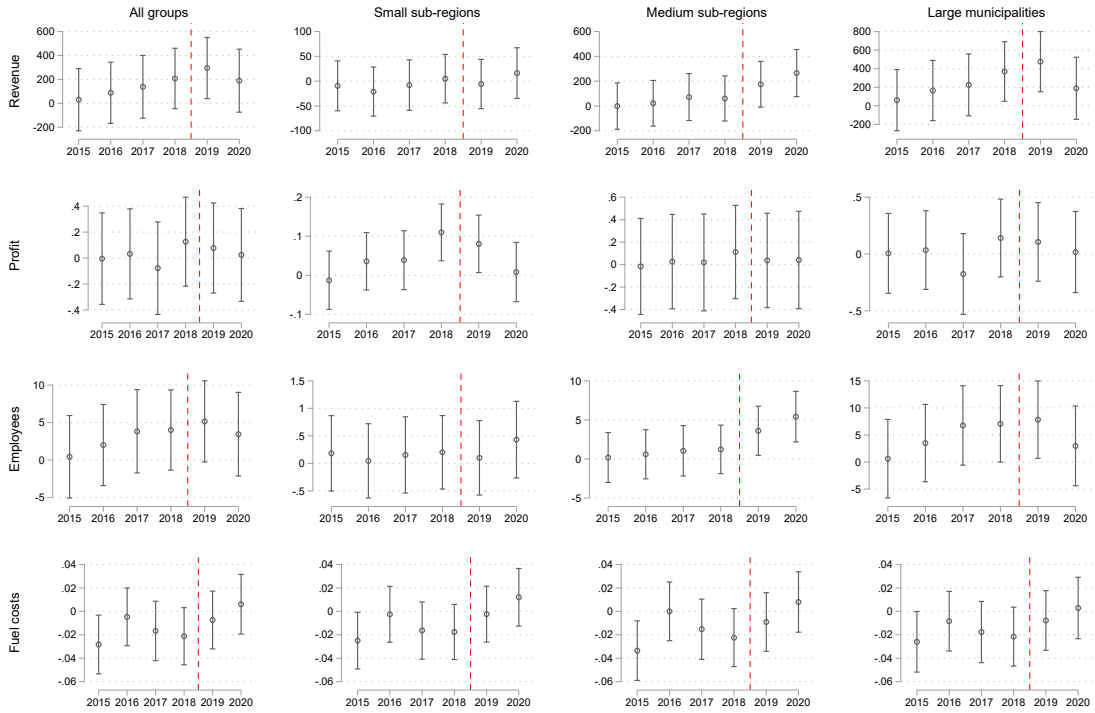 All groups Small sub-regions Medium sub-regions Large municipalities
Revenue
600 400 200 0 -200
2015 2016 2017 2018 2019 2020
100 50 0 -50 -100
2015 2016 2017 2018 2019 2020
600 400 200 0 -200
2015 2016 2017 2018 2019 2020
800 600 400 200 0 -200
2015 2016 2017 2018 2019 2020
Profit
.4 .2 0 -.2 -.4
2015 2016 2017 2018 2019 2020
.2 .1 0 -.1
2015 2016 2017 2018 2019 2020
.6 .4 .2 0 -.2 -.4
2015 2016 2017 2018 2019 2020
.5 0 -.5
2015 2016 2017 2018 2019 2020
Employees
10 5 0 -5
2015 2016 2017 2018 2019 2020
1.5 1 .5 0 -.5
2015 2016 2017 2018 2019 2020
10 5 0 -5
2015 2016 2017 2018 2019 2020
15 10 5 0 -5
2015 2016 2017 2018 2019 2020
Fuel costs
.04 .02 0 -.02 -.04 -.06
2015 2016 2017 2018 2019 2020
.04 .02 0 -.02 -.04 -.06
2015 2016 2017 2018 2019 2020
.04 .02 0 -.02 -.04 -.06
2015 2016 2017 2018 2019 2020
.04 .02 0 -.02 -.04 -.06
2015 2016 2017 2018 2019 2020